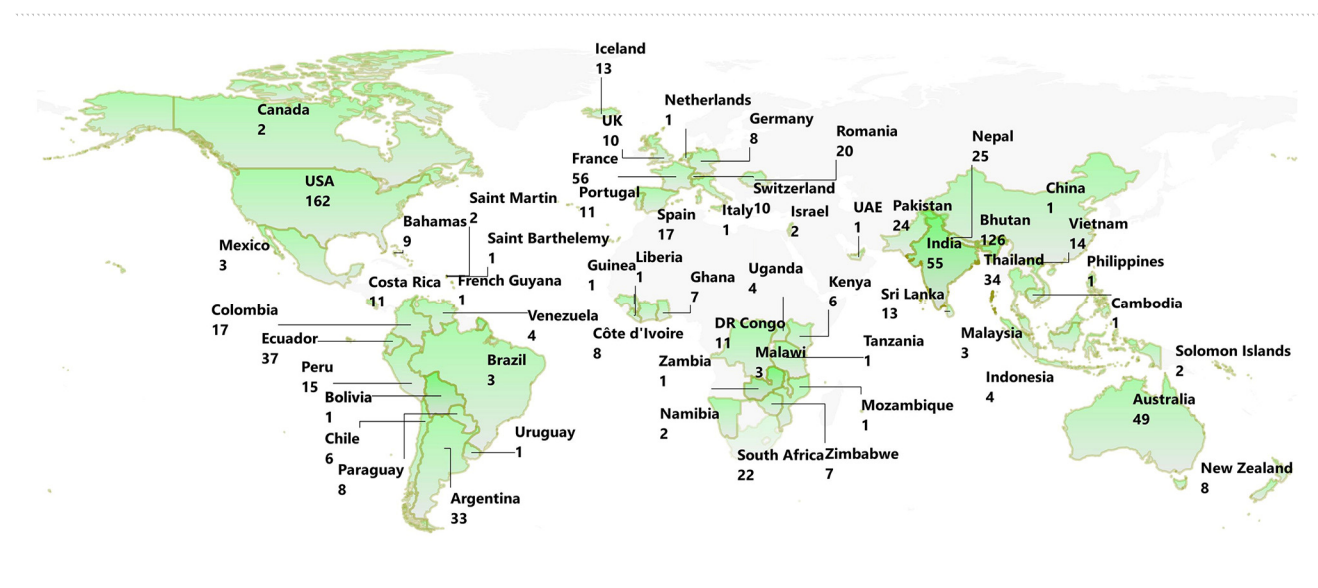 Iceland
13
Netherlands
1
Germany
8
UK
10
Romania
20
Nepal
25
Canada
2
France
56
USA
162
Portugal
11
Switzerland
10
Spain
17
Italy
1
Israel
2
UAE
1
Pakistan
24
China
1
Bhutan
126
Vietnam
14
Saint Martin
2
Bahamas
9
Saint Barthelemy
1
Mexico
3
India
55
Thailand
34
Philippines
1
Guinea
1
Liberia
1
Ghana
7
Uganda
4
Kenya
6
Costa Rica
11
French Guyana
1
Sri Lanka
13
Cambodia
1
Colombia
17
Venezuela
4
Ecuador
37
Côte d'Ivoire
8
DR Congo
11
Malaysia
3
Tanzania
1
Malawi
3
Solomon Islands
2
Brazil
3
Zambia
1
Peru
15
Indonesia
4
Bolivia
1
Australia
49
Mozambique
1
Namibia
2
Chile
6
Uruguay
1
Paraguay
8
South Africa
22
Zimbabwe
7
New Zealand
8
Argentina
33